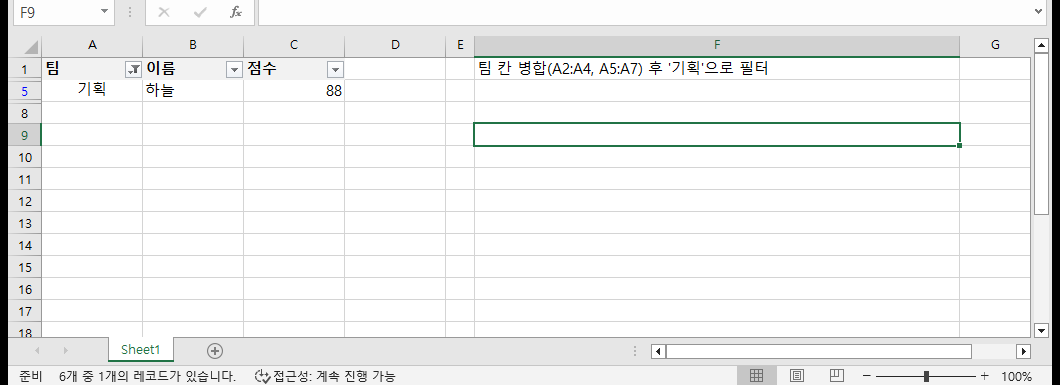 F9
fx
A B C D E F G
1 팀 이름 점수 팀 칸 병합(A2:A4, A5:A7) 후 '기획'으로 필터
5 기획 하늘 88
8
9
10
11
12
13
14
15
16
17
18
Sheet1
준비 6개 중 1개의 레코드가 있습니다. 접근성: 계속 진행 가능 100%